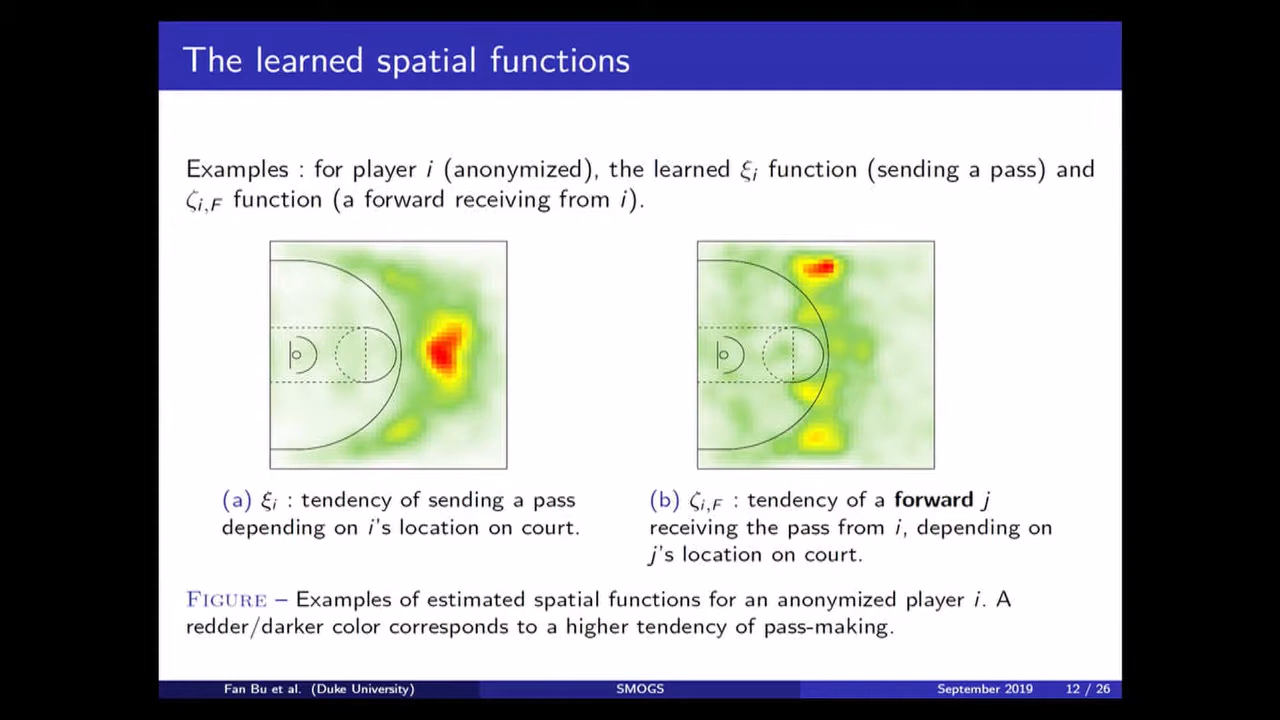 The learned spatial functions
Examples : for player i (anonymized), the learned ξi function (sending a pass) and
ζi,F function (a forward receiving from i).
(a) ξi : tendency of sending a pass
depending on i's location on court.
(b) ζi,F : tendency of a forward j
receiving the pass from i, depending on
j's location on court.
FIGURE – Examples of estimated spatial functions for an anonymized player i. A
redder/darker color corresponds to a higher tendency of pass-making.
Fan Bu et al. (Duke University)
SMOGS
September 2019
12 / 26